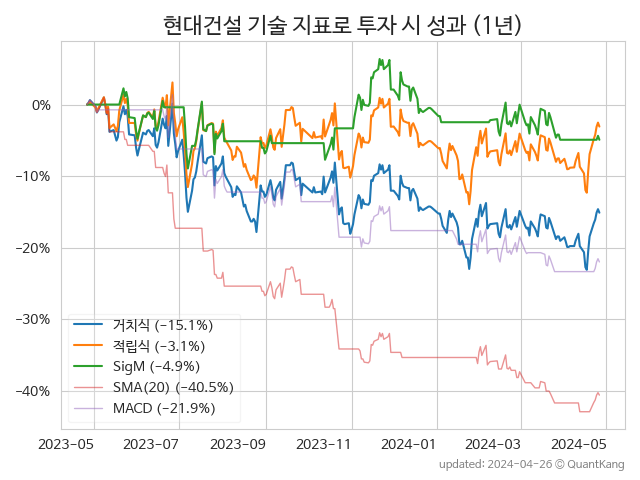 현대건설 기술 지표로 투자 시 성과 (1년)
0%
−10%
−20%
−30%
−40%
거치식 (−15.1%)
적립식 (−3.1%)
SigM (−4.9%)
SMA(20) (−40.5%)
MACD (−21.9%)
2023−05 2023−07 2023−09 2023−11 2024−01 2024−03 2024−05
updated: 2024−04−26 © QuantKang